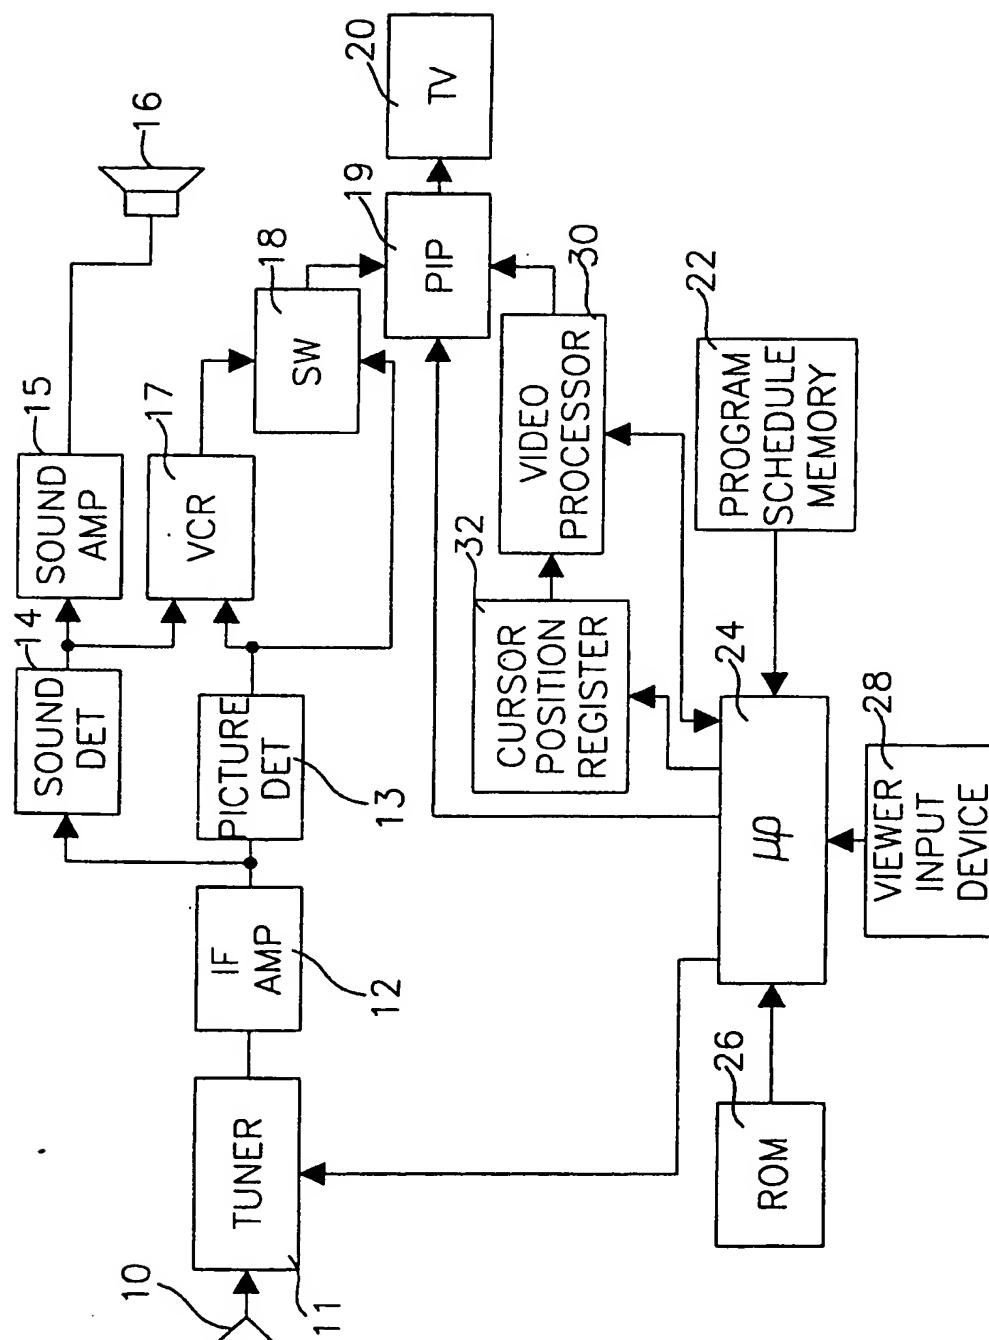 10
11
TUNER
IF
AMP
12
PICTURE
DET
13
SOUND
DET
14
SOUND
AMP
15
16
VCR
17
SW
18
PIP
19
TV
20
VIDEO
PROCESSOR
30
CURSOR
POSITION
REGISTER
32
PROGRAM
SCHEDULE
MEMORY
22
μp
24
ROM
26
VIEWER
INPUT
DEVICE
28